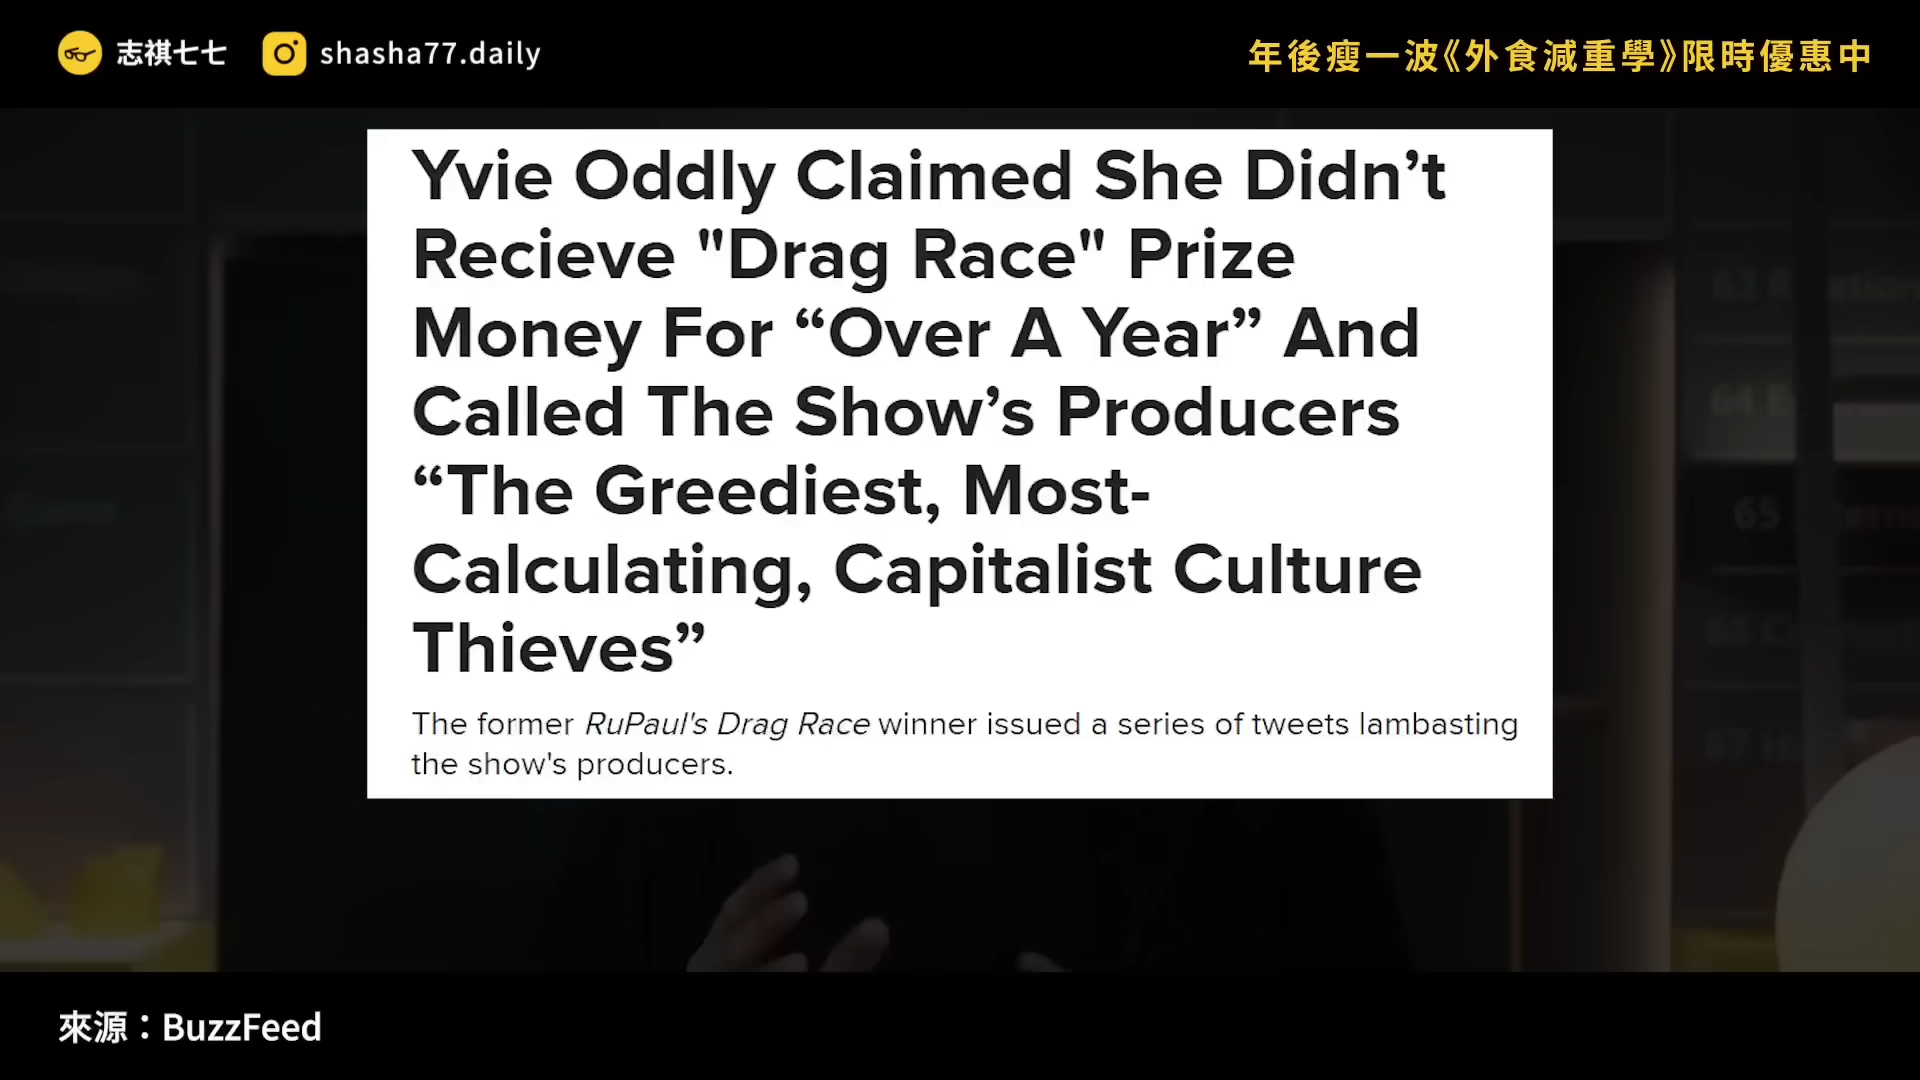 志祺七七
shasha77.daily
年後瘦一波《外食減重學》限時優惠中
Yvie Oddly Claimed She Didn’t
Recieve "Drag Race" Prize
Money For “Over A Year” And
Called The Show’s Producers
“The Greediest, Most-
Calculating, Capitalist Culture
Thieves”
The former RuPaul's Drag Race winner issued a series of tweets lambasting
the show's producers.
63
64
65
來源：BuzzFeed